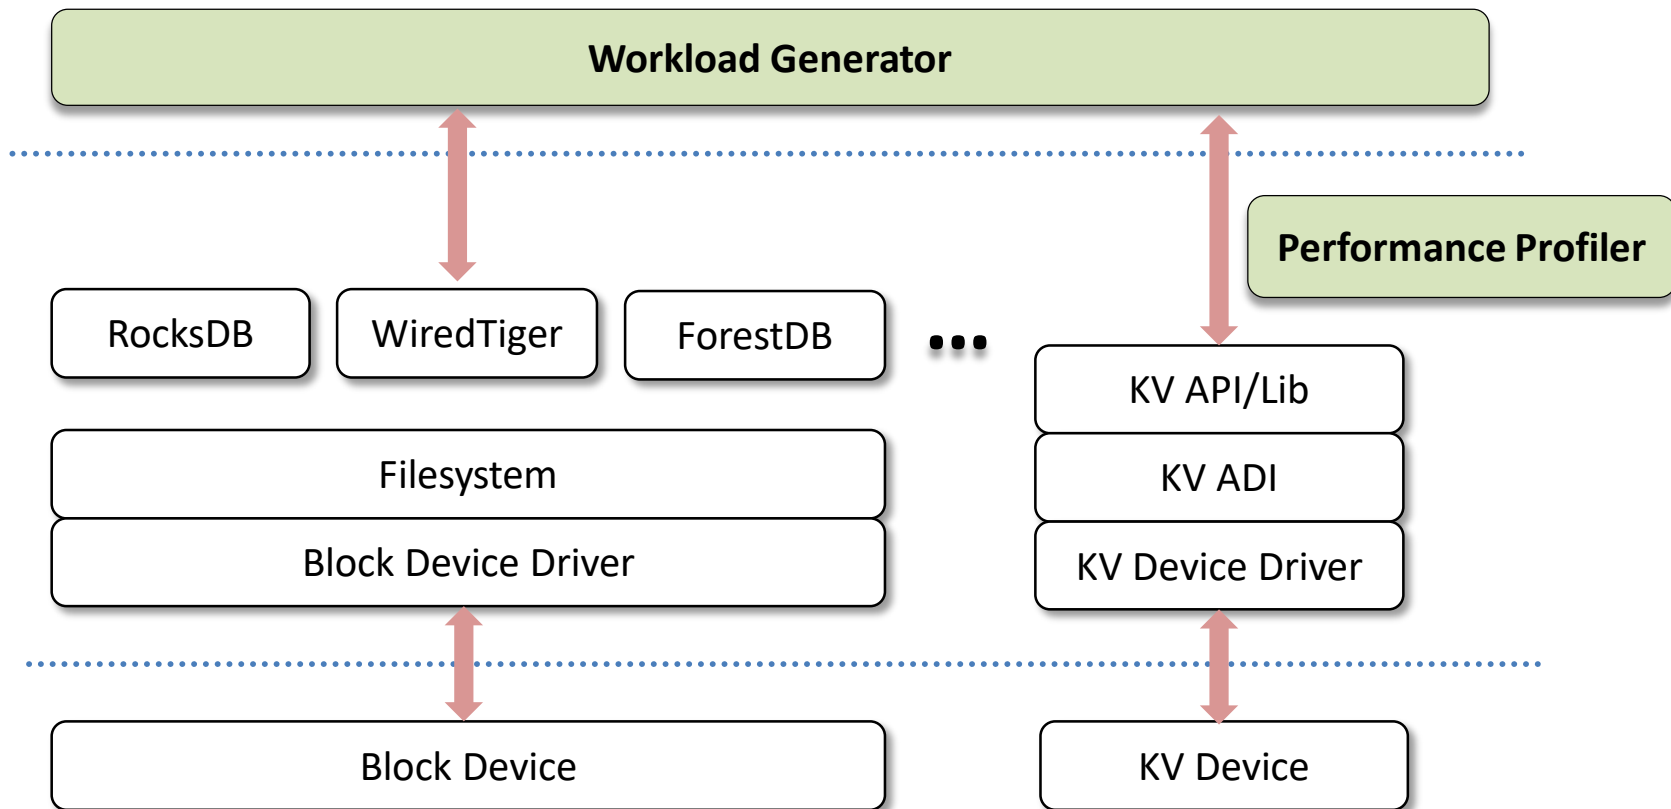 Workload Generator
Performance Profiler
RocksDB
WiredTiger
ForestDB
...
KV API/Lib
Filesystem
KV ADI
Block Device Driver
KV Device Driver
Block Device
KV Device